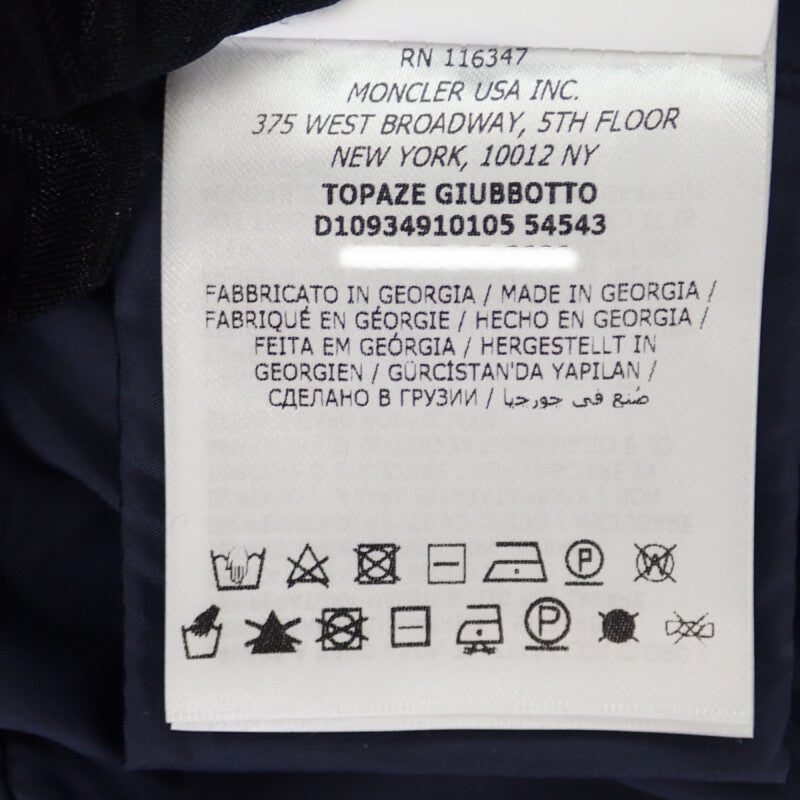 RN 116347
MONCLER USA INC.
375 WEST BROADWAY, 5TH FLOOR
NEW YORK, 10012 NY
TOPAZE GIUBBOTTO
D10934910105 54543
FABBRICATO IN GEORGIA / MADE IN GEORGIA /
FABRIQUÉ EN GÉORGIE / HECHO EN GEORGIA /
FEITA EM GEÓRGIA / HERGESTELLT IN
GEORGIEN / GÜRCİSTAN'DA YAPILAN /
СДЕЛАНО В ГРУЗИИ / صُنع في جورجيا
P W
P